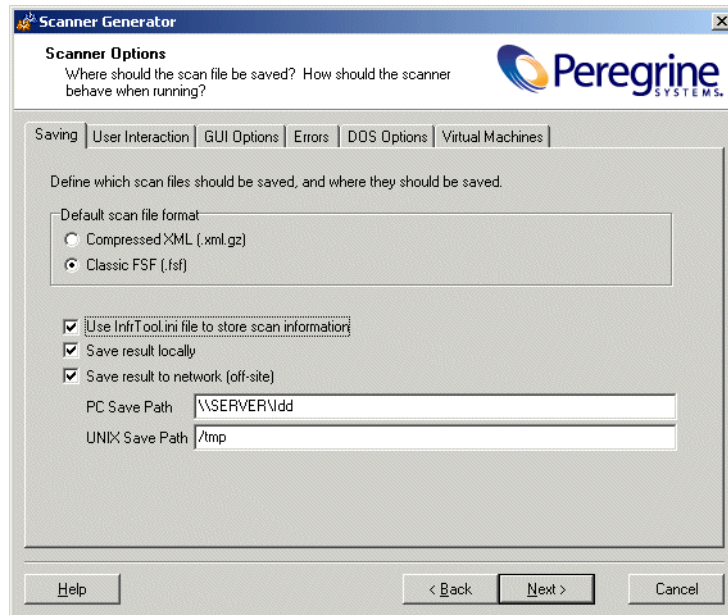 Scanner Generator
Scanner Options
Where should the scan file be saved? How should the scanner
behave when running?
Peregrine
SYSTEMS.
Saving User Interaction GUI Options Errors DOS Options Virtual Machines
Define which scan files should be saved, and where they should be saved.
Default scan file format
Compressed XML (.xml.gz)
Classic FSF (.fsf)
Use InfrTool.ini file to store scan information
Save result locally
Save result to network (off-site)
PC Save Path \\SERVER\Idd
UNIX Save Path /tmp
Help < Back Next > Cancel